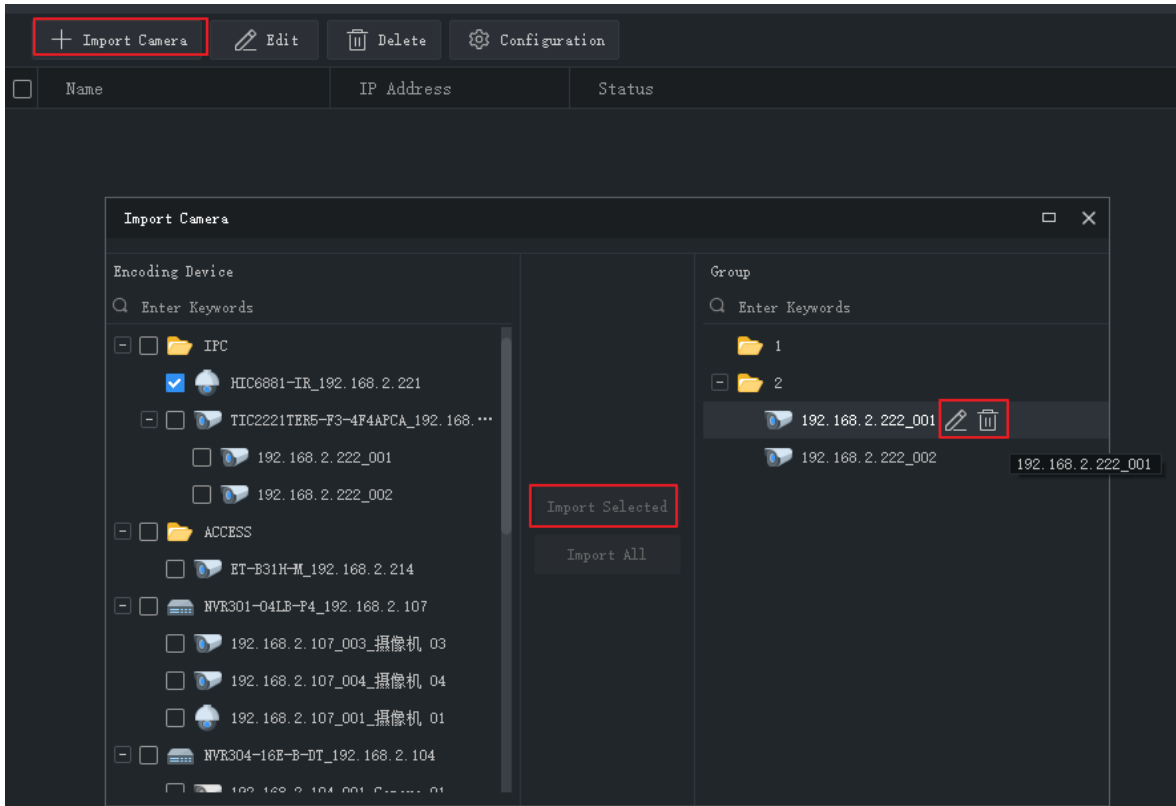 Import Camera
Edit
Delete
Configuration
Name
IP Address
Status
Import Camera
Encoding Device
Enter Keywords
IPC
HIC6881-IR_192.168.2.221
TIC2221TER5-F3-4F4APCA_192.168.···
192.168.2.222_001
192.168.2.222_002
ACCESS
ET-B31H-M_192.168.2.214
NVR301-04LB-P4_192.168.2.107
192.168.2.107_003_摄像机 03
192.168.2.107_004_摄像机 04
192.168.2.107_001_摄像机 01
NVR304-16E-B-DT_192.168.2.104
192.168.2.104_001_Camera 01
Import Selected
Import All
Group
Enter Keywords
1
2
192.168.2.222_001
192.168.2.222_002
192.168.2.222_001